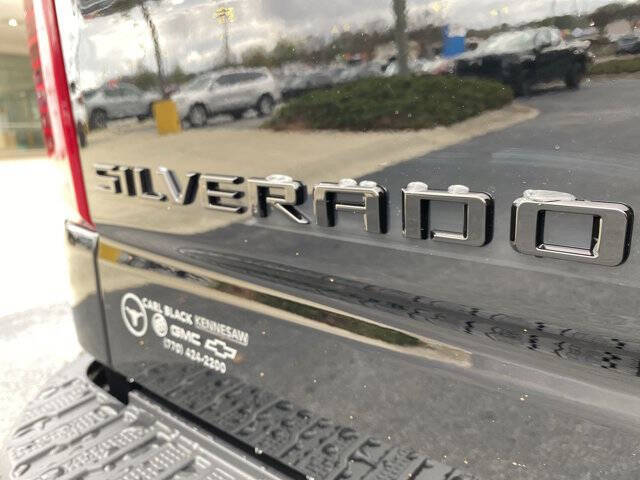 SILVERADO
CARL BLACK KENNESAW
GMC
(770) 424-2200